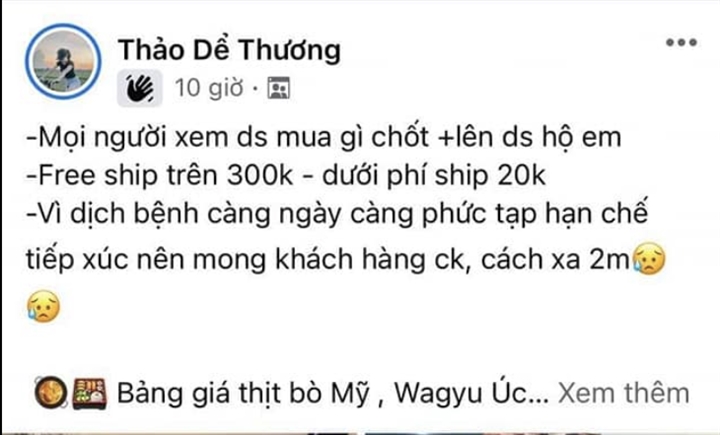 Thảo Dể Thương
10 giờ ·
-Mọi người xem ds mua gì chốt +lên ds hộ em
-Free ship trên 300k - dưới phí ship 20k
-Vì dịch bệnh càng ngày càng phức tạp hạn chế
tiếp xúc nên mong khách hàng ck, cách xa 2m😥
😥
🥘🍱 Bảng giá thịt bò Mỹ , Wagyu Úc... Xem thêm